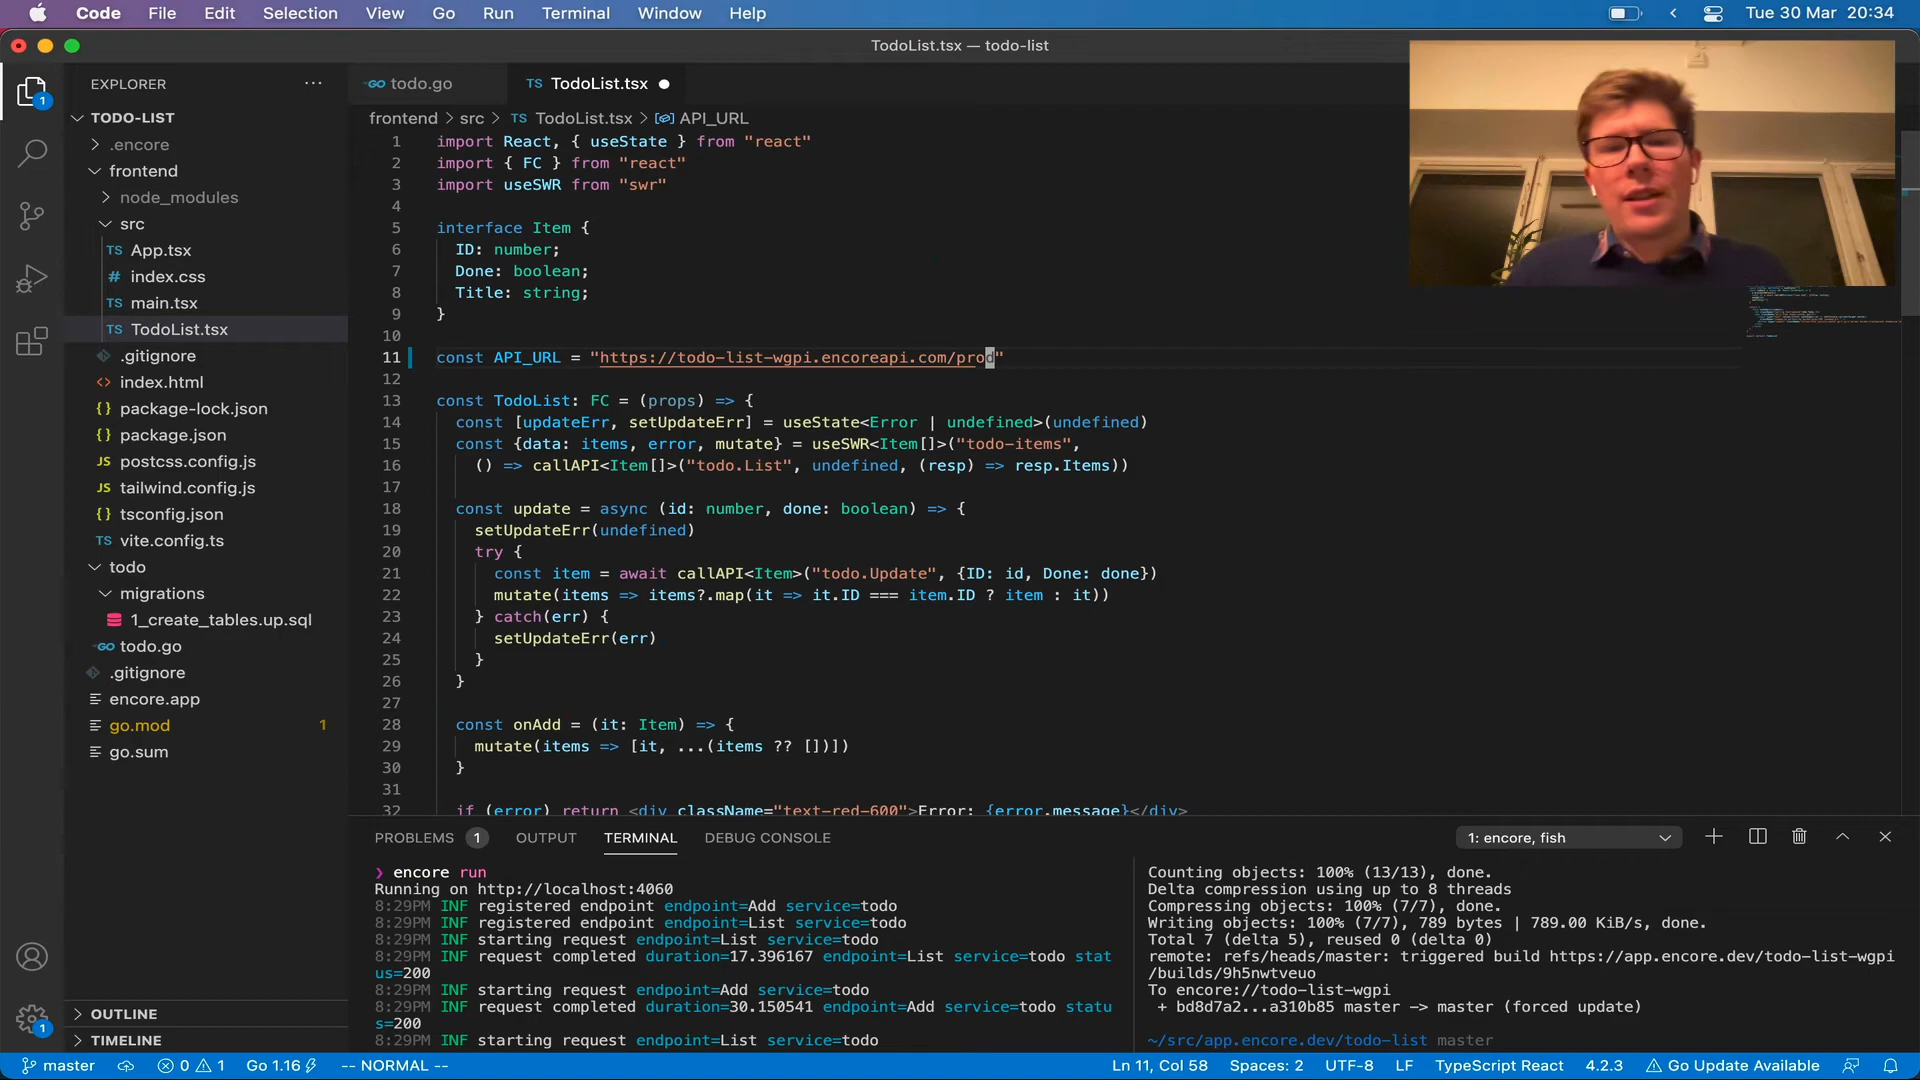 Code File Edit Selection View Go Run Terminal Window Help Tue 30 Mar 20:34
TodoList.tsx — todo-list
EXPLORER ···
TODO-LIST
.encore
frontend
node_modules
src
TS App.tsx
# index.css
TS main.tsx
TS TodoList.tsx
.gitignore
<> index.html
{ } package-lock.json
{ } package.json
JS postcss.config.js
JS tailwind.config.js
{ } tsconfig.json
TS vite.config.ts
todo
migrations
1_create_tables.up.sql
GO todo.go
.gitignore
encore.app
go.mod 1
go.sum
OUTLINE
TIMELINE
1
1
GO todo.go TS TodoList.tsx ●
frontend > src > TS TodoList.tsx > API_URL
1 import React, { useState } from "react"
2 import { FC } from "react"
3 import useSWR from "swr"
4
5 interface Item {
6 ID: number;
7 Done: boolean;
8 Title: string;
9 }
10
11 const API_URL = "https://todo-list-wgpi.encoreapi.com/prod"
12
13 const TodoList: FC = (props) => {
14 const [updateErr, setUpdateErr] = useState<Error | undefined>(undefined)
15 const {data: items, error, mutate} = useSWR<Item[]>("todo-items",
16 () => callAPI<Item[]>("todo.List", undefined, (resp) => resp.Items))
17
18 const update = async (id: number, done: boolean) => {
19 setUpdateErr(undefined)
20 try {
21 const item = await callAPI<Item>("todo.Update", {ID: id, Done: done})
22 mutate(items => items?.map(it => it.ID === item.ID ? item : it))
23 } catch(err) {
24 setUpdateErr(err)
25 }
26 }
27
28 const onAdd = (it: Item) => {
29 mutate(items => [it, ...(items ?? [])])
30 }
31
32 if (error) return <div className="text-red-600">Error: {error.message}</div>
PROBLEMS 1 OUTPUT TERMINAL DEBUG CONSOLE 1: encore, fish
❯ encore run
Running on http://localhost:4060
8:29PM INF registered endpoint endpoint=Add service=todo
8:29PM INF registered endpoint endpoint=List service=todo
8:29PM INF starting request endpoint=List service=todo
8:29PM INF request completed duration=17.396167 endpoint=List service=todo stat
us=200
8:29PM INF starting request endpoint=Add service=todo
8:29PM INF request completed duration=30.150541 endpoint=Add service=todo statu
s=200
8:29PM INF starting request endpoint=List service=todo
Counting objects: 100% (13/13), done.
Delta compression using up to 8 threads
Compressing objects: 100% (7/7), done.
Writing objects: 100% (7/7), 789 bytes | 789.00 KiB/s, done.
Total 7 (delta 5), reused 0 (delta 0)
remote: refs/heads/master: triggered build https://app.encore.dev/todo-list-wgpi
/builds/9h5nwtveuo
To encore://todo-list-wgpi
+ bd8d7a2...a310b85 master -> master (forced update)
~/src/app.encore.dev/todo-list master
master 0 1 Go 1.16 -- NORMAL -- Ln 11, Col 58 Spaces: 2 UTF-8 LF TypeScript React 4.2.3 Go Update Available